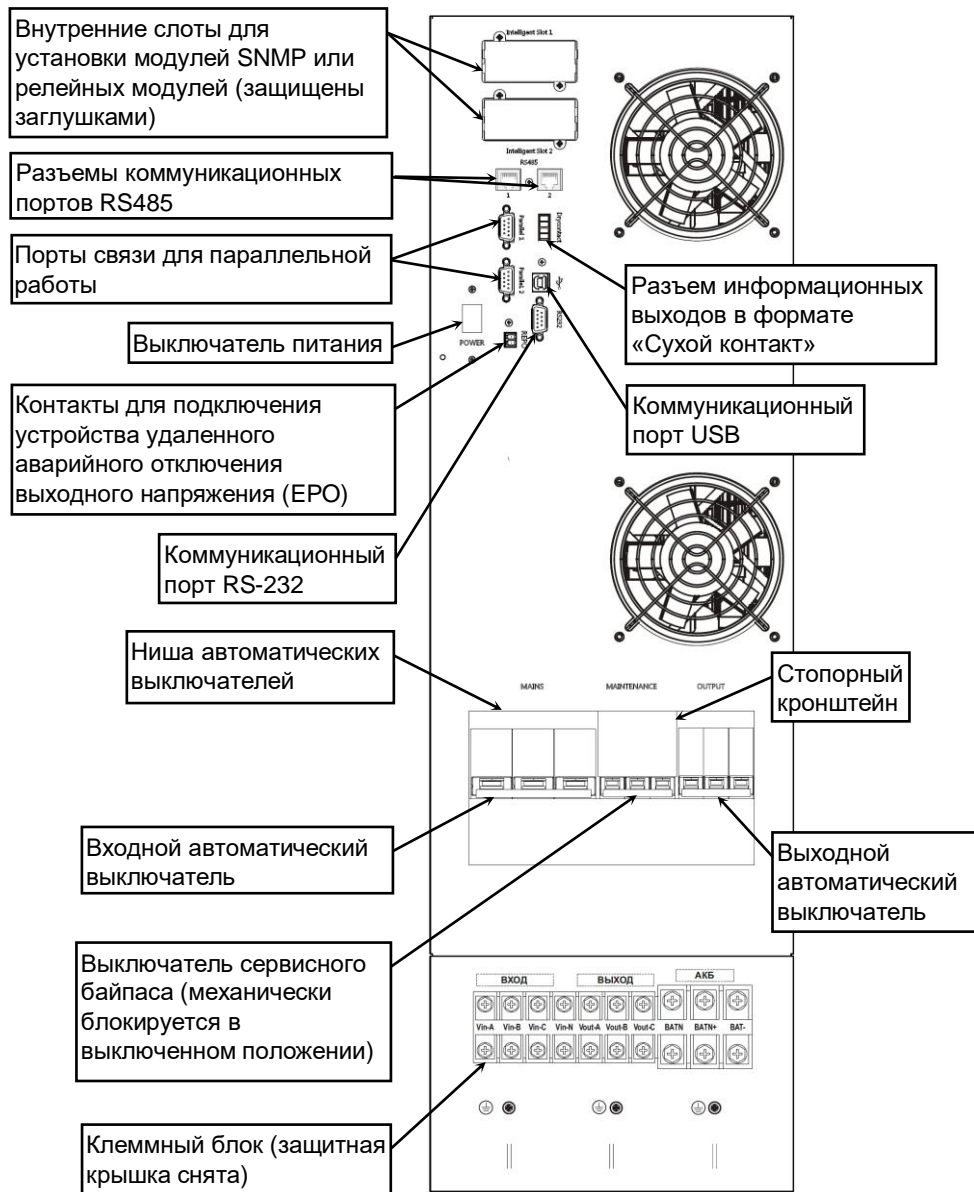 Внутренние слоты для
установки модулей SNMP или
релейных модулей (защищены
заглушками)
Intelligent Slot 1
Intelligent Slot 2
Разъемы коммуникационных
портов RS485
RS485
1
2
Порты связи для параллельной
работы
Parallel 1
Parallel 2
Drycontact
RS232
REPO
POWER
Выключатель питания
Разъем информационных
выходов в формате
«Сухой контакт»
Контакты для подключения
устройства удаленного
аварийного отключения
выходного напряжения (EPO)
Коммуникационный
порт USB
Коммуникационный
порт RS-232
Ниша автоматических
выключателей
Стопорный
кронштейн
MAINS
MAINTENANCE
OUTPUT
Входной автоматический
выключатель
Выходной
автоматический
выключатель
Выключатель сервисного
байпаса (механически
блокируется в
выключенном положении)
ВХОД
ВЫХОД
АКБ
Vin-A Vin-B Vin-C Vin-N Vout-A Vout-B Vout-C BATN BATN+ BAT-
Клеммный блок (защитная
крышка снята)